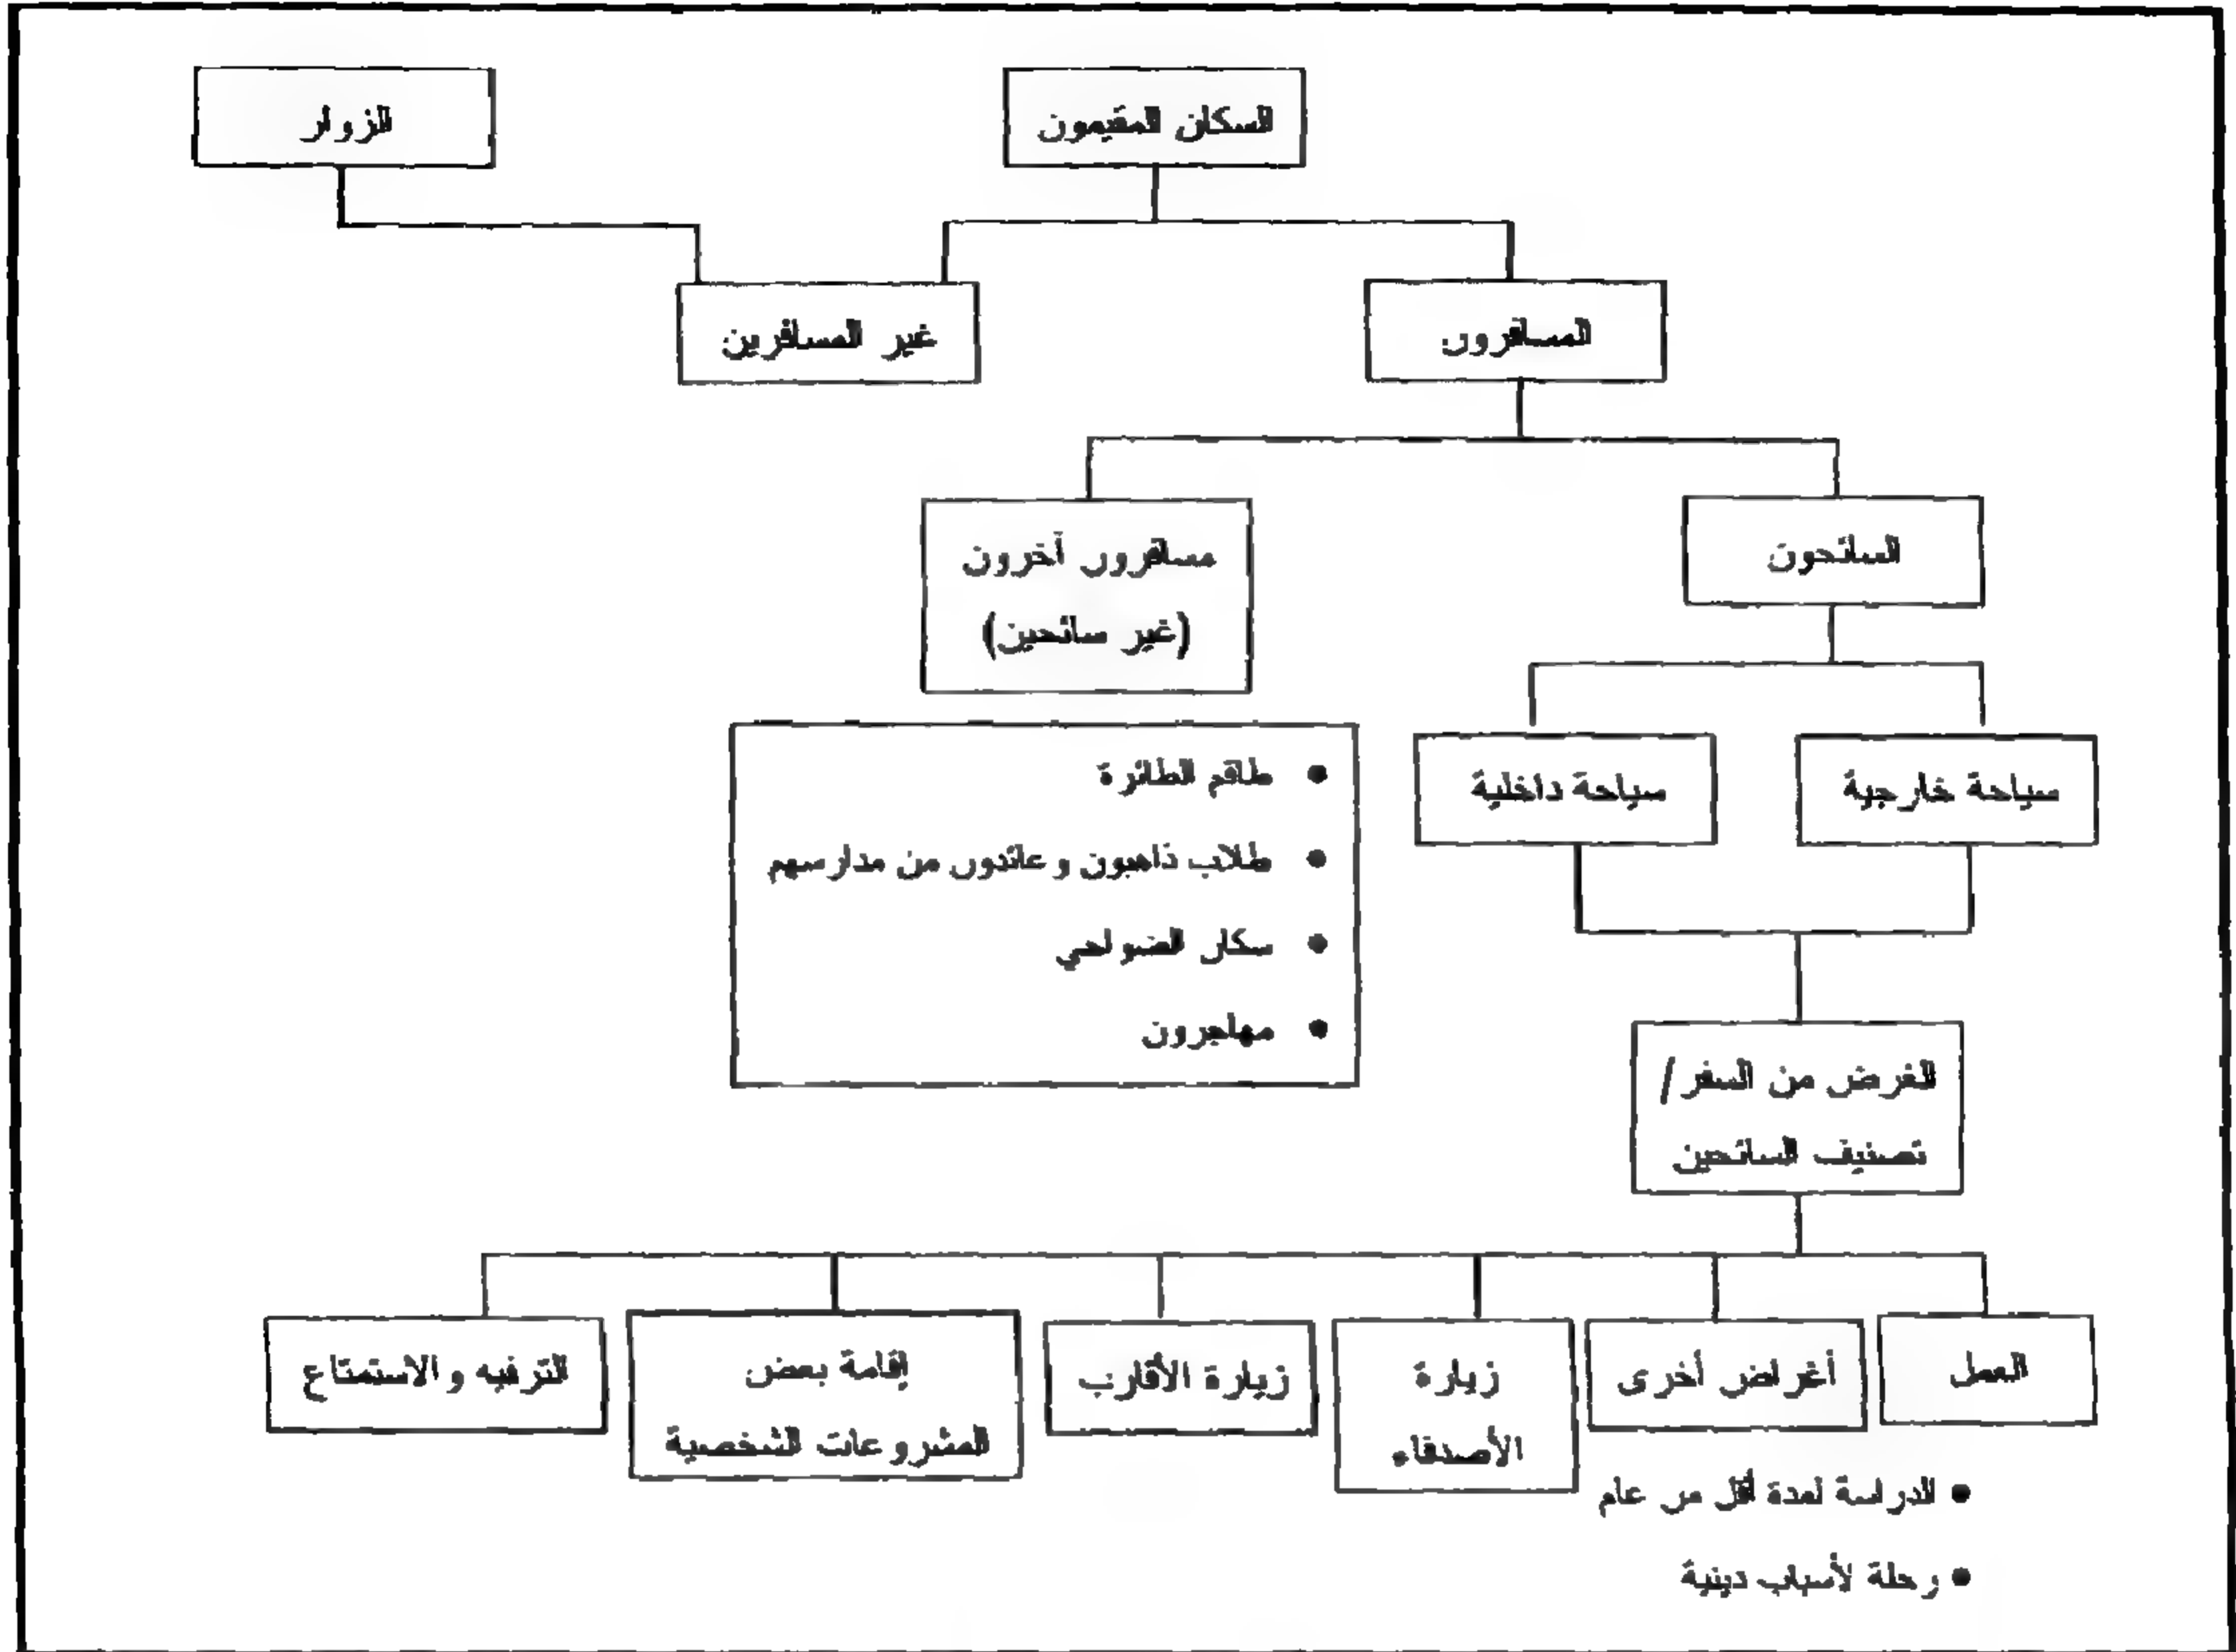 السكان المقيمون
الزوار
المسافرون
غير المسافرين
السائحون
مسافرون آخرون
(غير سائحين)
سياحة خارجية
سياحة داخلية
• طاقم الطائرة
• طلاب ذاهبون وعائدون من مدارسهم
• سكان الضواحي
• مهاجرون
الغرض من السفر/
تصنيف السائحين
العمل
أغراض أخرى
زيارة
الأصدقاء
زيارة الأقارب
إقامة بعض
المشروعات الشخصية
الترفيه والاستمتاع
• الدراسة لمدة أقل من عام
• رحلة لأسباب دينية